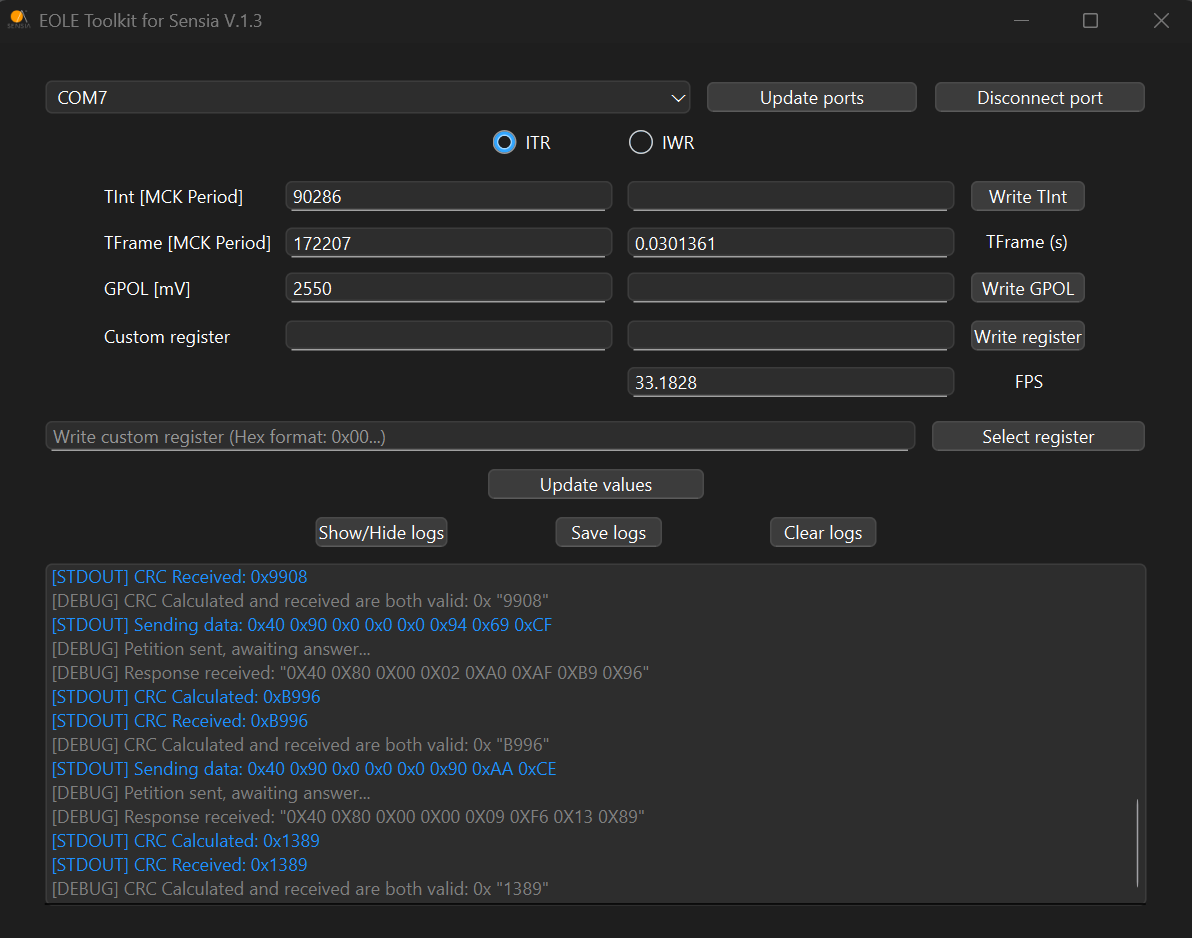 SENSIA EOLE Toolkit for Sensia V.1.3
COM7 Update ports Disconnect port
ITR IWR
TInt [MCK Period] 90286 Write TInt
TFrame [MCK Period] 172207 0.0301361 TFrame (s)
GPOL [mV] 2550 Write GPOL
Custom register Write register
33.1828 FPS
Write custom register (Hex format: 0x00...) Select register
Update values
Show/Hide logs Save logs Clear logs
[STDOUT] CRC Received: 0x9908
[DEBUG] CRC Calculated and received are both valid: 0x "9908"
[STDOUT] Sending data: 0x40 0x90 0x0 0x0 0x0 0x94 0x69 0xCF
[DEBUG] Petition sent, awaiting answer...
[DEBUG] Response received: "0X40 0X80 0X00 0X02 0XA0 0XAF 0XB9 0X96"
[STDOUT] CRC Calculated: 0xB996
[STDOUT] CRC Received: 0xB996
[DEBUG] CRC Calculated and received are both valid: 0x "B996"
[STDOUT] Sending data: 0x40 0x90 0x0 0x0 0x0 0x90 0xAA 0xCE
[DEBUG] Petition sent, awaiting answer...
[DEBUG] Response received: "0X40 0X80 0X00 0X00 0X09 0XF6 0X13 0X89"
[STDOUT] CRC Calculated: 0x1389
[STDOUT] CRC Received: 0x1389
[DEBUG] CRC Calculated and received are both valid: 0x "1389"